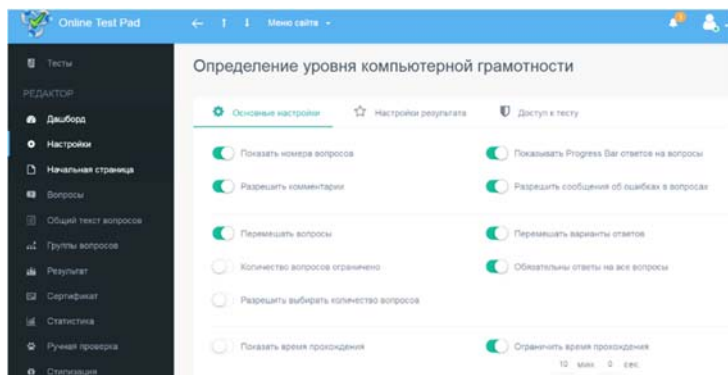 Online Test Pad
Меню сайта
Тесты
РЕДАКТОР
Дашборд
Настройки
Начальная страница
Вопросы
Общий текст вопросов
Группы вопросов
Результат
Сертификат
Статистика
Ручная проверка
Стилизация
Определение уровня компьютерной грамотности
Основные настройки Настройки результата Доступ к тесту
Показать номера вопросов Показывать Progress Bar ответов на вопросы
Разрешить комментарии Разрешить сообщения об ошибках в вопросах
Перемешать вопросы Перемешать варианты ответов
Количество вопросов ограничено Обязательны ответы на все вопросы
Разрешить выбирать количество вопросов
Показать время прохождения Ограничить время прохождения
10 мин. 0 сек.